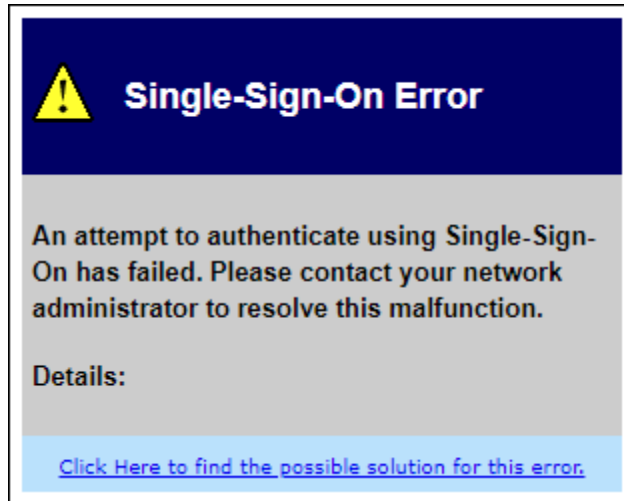 Single-Sign-On Error
An attempt to authenticate using Single-Sign-
On has failed. Please contact your network
administrator to resolve this malfunction.
Details:
Click Here to find the possible solution for this error.